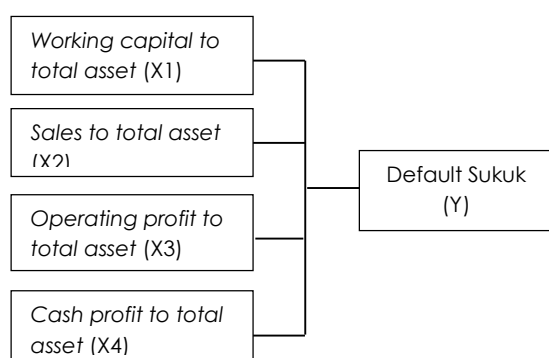 Working capital to
total asset (X1)
Sales to total asset
(X2)
Operating profit to
total asset (X3)
Cash profit to total
asset (X4)
Default Sukuk
(Y)